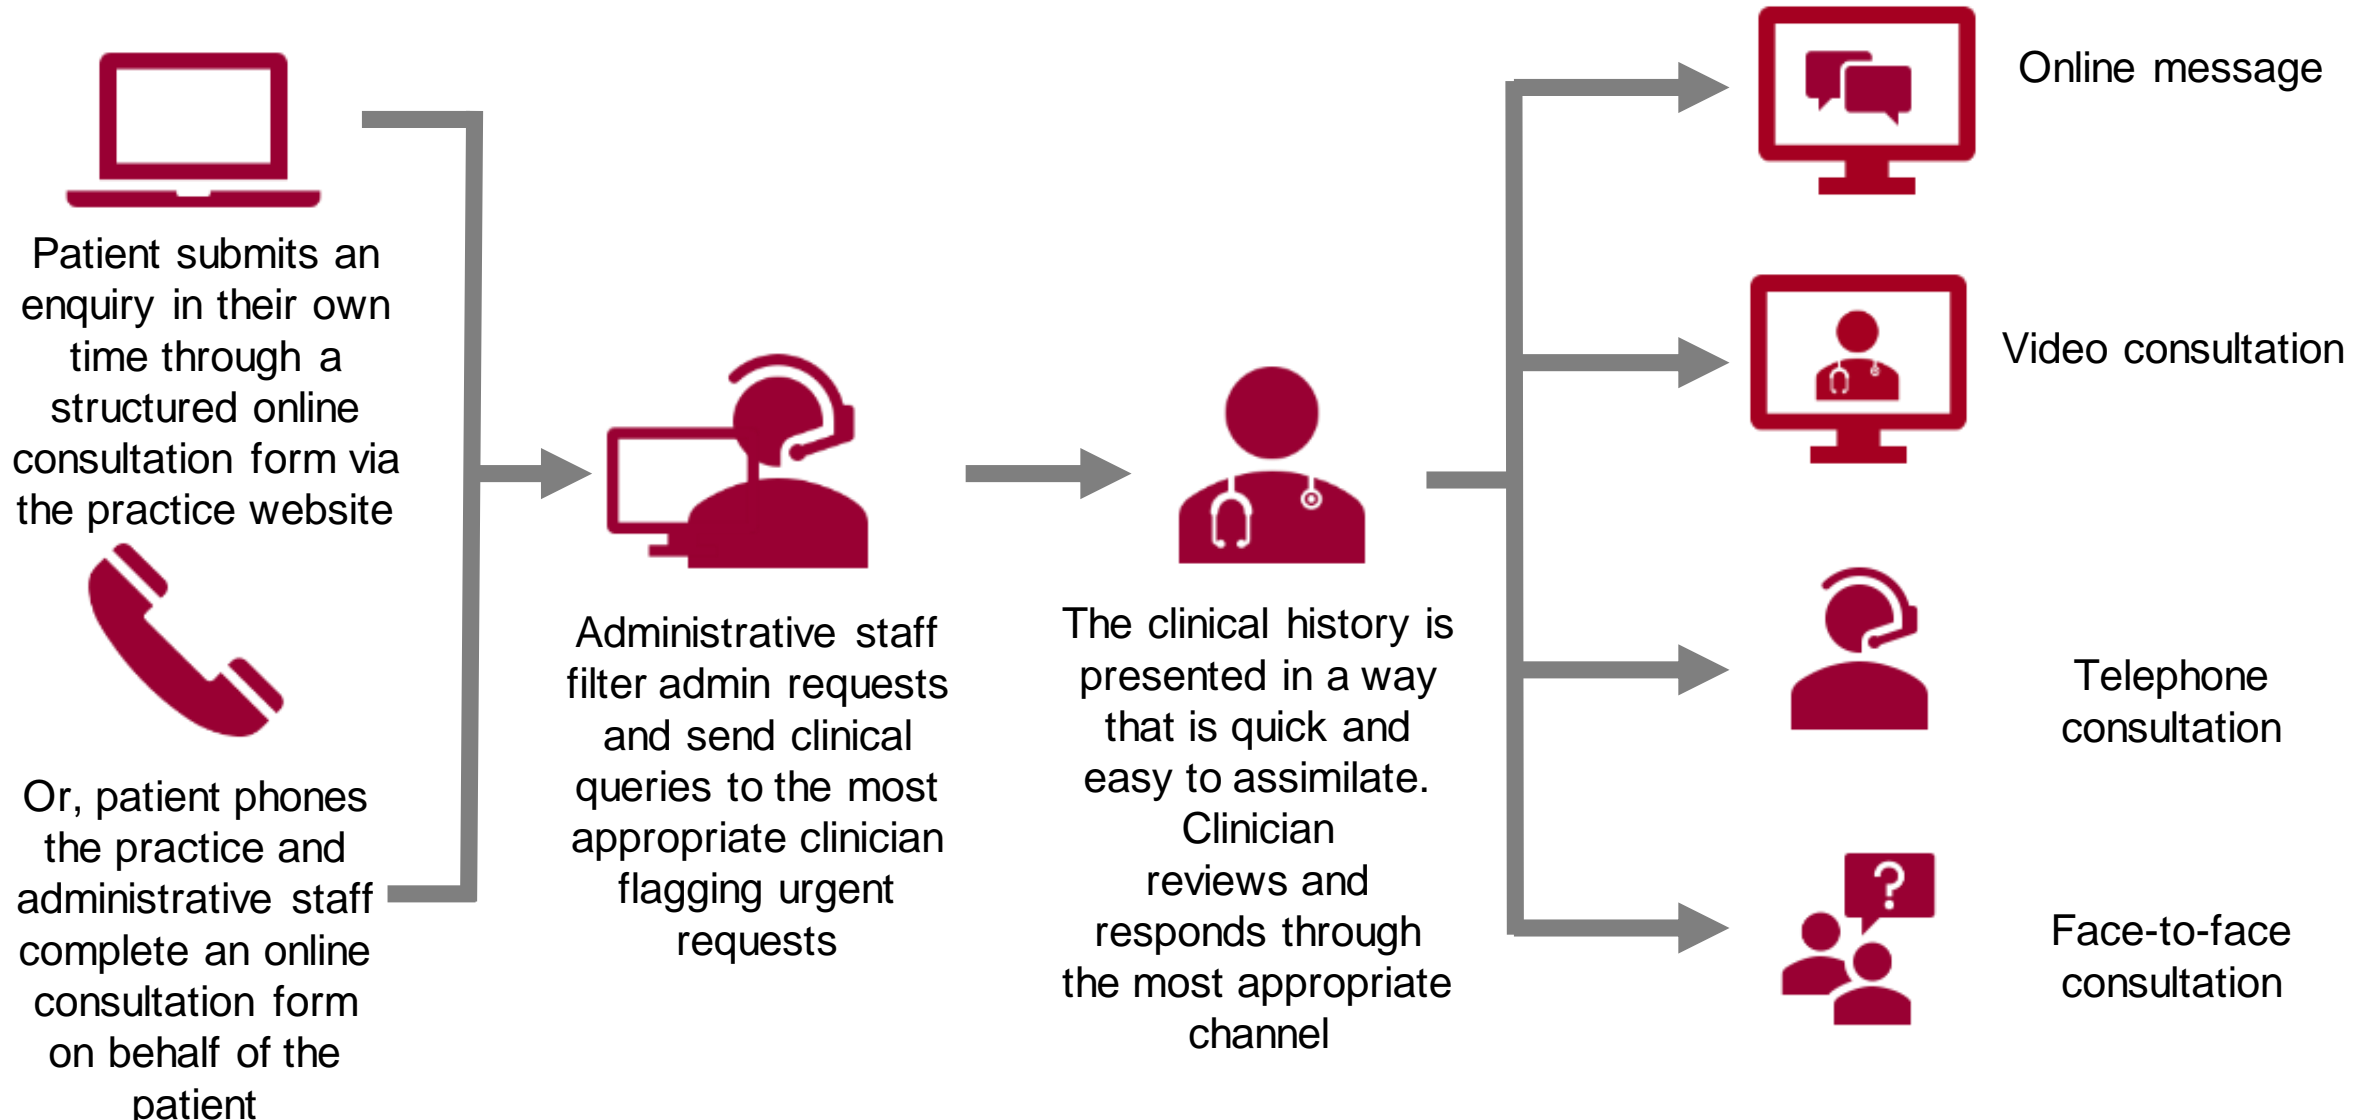 Patient submits an
enquiry in their own
time through a
structured online
consultation form via
the practice website
Or, patient phones
the practice and
administrative staff
complete an online
consultation form
on behalf of the
patient
Administrative staff
filter admin requests
and send clinical
queries to the most
appropriate clinician
flagging urgent
requests
The clinical history is
presented in a way
that is quick and
easy to assimilate.
Clinician
reviews and
responds through
the most appropriate
channel
Online message
Video consultation
Telephone
consultation
?
Face-to-face
consultation